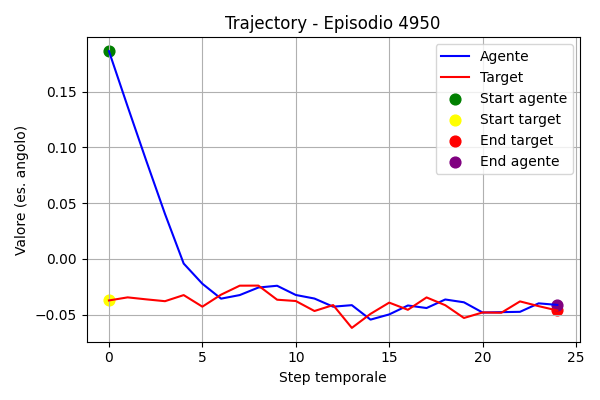 Trajectory - Episodio 4950
Agente
Target
Start agente
Start target
End target
End agente
Valore (es. angolo)
0.15
0.10
0.05
0.00
−0.05
0 5 10 15 20 25
Step temporale